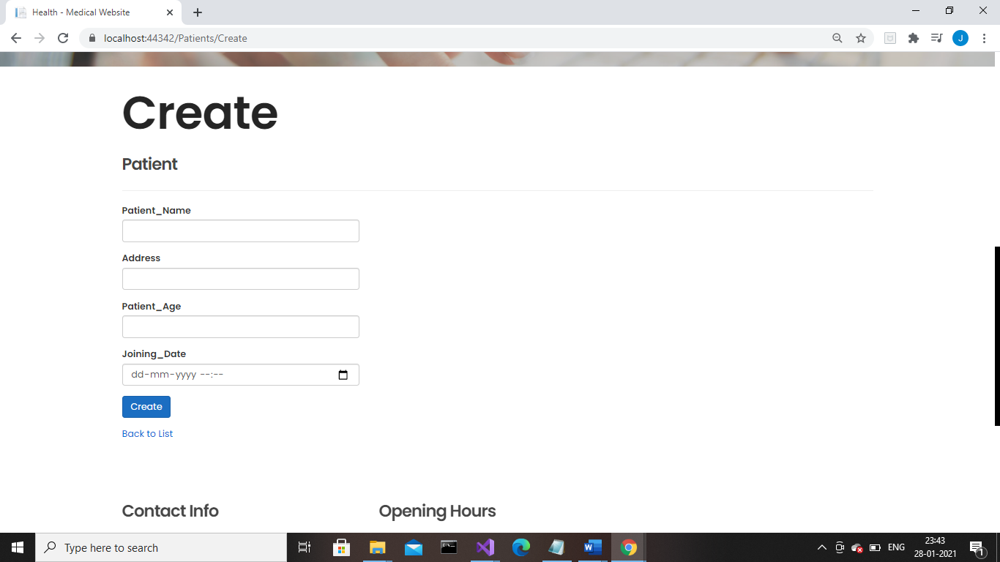 Health - Medical Website
localhost:44342/Patients/Create
J
Create
Patient
Patient_Name
Address
Patient_Age
Joining_Date
dd-mm-yyyy --:--
Create
Back to List
Contact Info
Opening Hours
Type here to search
ENG
23:43
28-01-2021
1